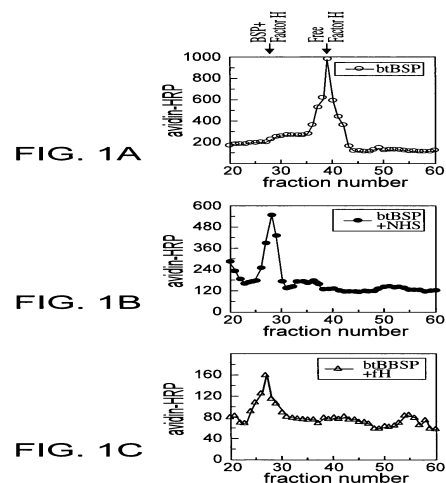 BSP+
Factor H
Free
Factor H
FIG. 1A
avidin-HRP
1000
800
600
400
200
btBSP
20 30 40 50 60
fraction number
FIG. 1B
avidin-HRP
600
480
360
240
120
0
btBSP
+NHS
20 30 40 50 60
fraction number
FIG. 1C
avidin-HRP
160
120
80
40
0
btBBSP
+fH
20 30 40 50 60
fraction number